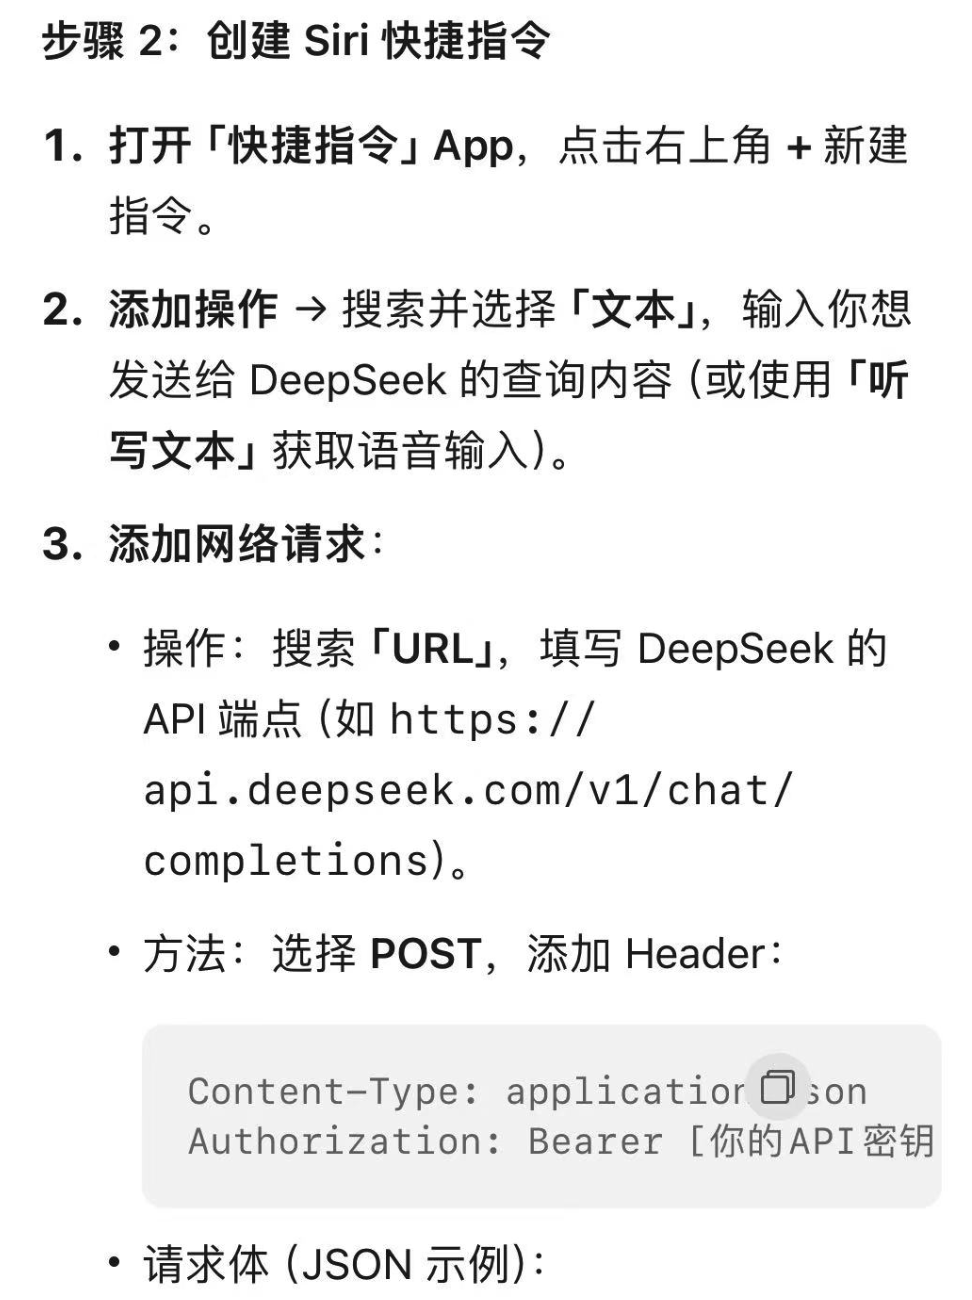 步骤 2：创建 Siri 快捷指令
1. 打开「快捷指令」App，点击右上角 + 新建
指令。
2. 添加操作 → 搜索并选择「文本」，输入你想
发送给 DeepSeek 的查询内容（或使用「听
写文本」获取语音输入）。
3. 添加网络请求：
• 操作：搜索「URL」，填写 DeepSeek 的
API 端点（如 https://
api.deepseek.com/v1/chat/
completions）。
• 方法：选择 POST，添加 Header：
Content-Type: son
Authorization: Bearer [你的API密钥
• 请求体（JSON 示例）：